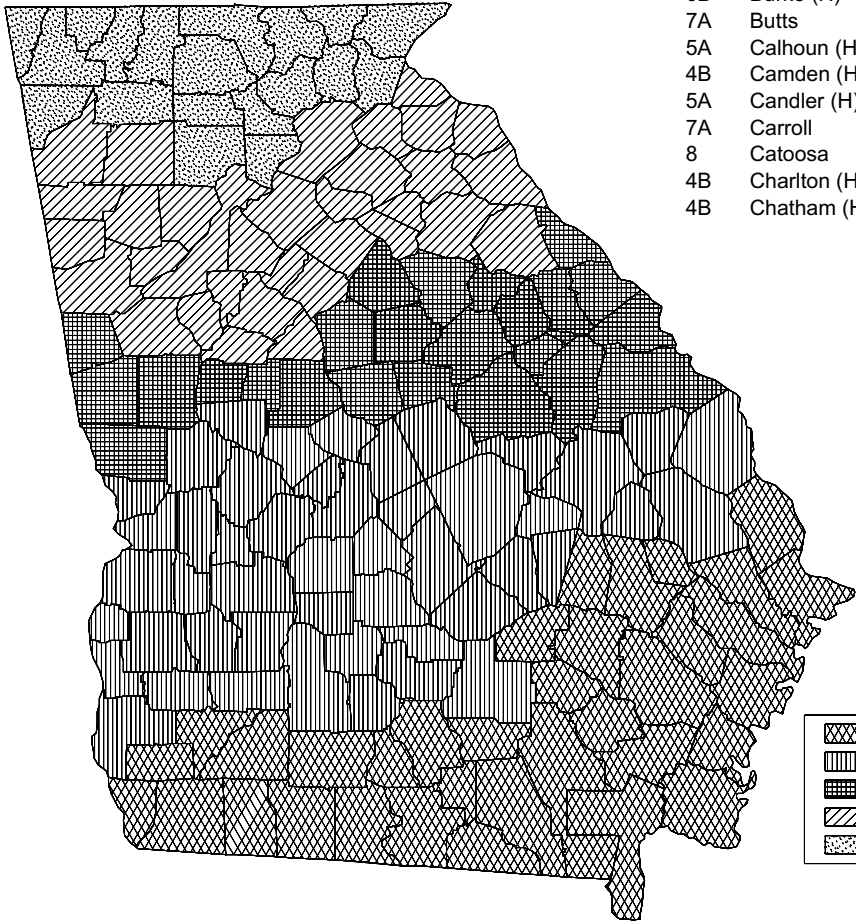 7A Butts
5A Calhoun (H
4B Camden (H
5A Candler (H)
7A Carroll
8 Catoosa
4B Charlton (H
4B Chatham (H